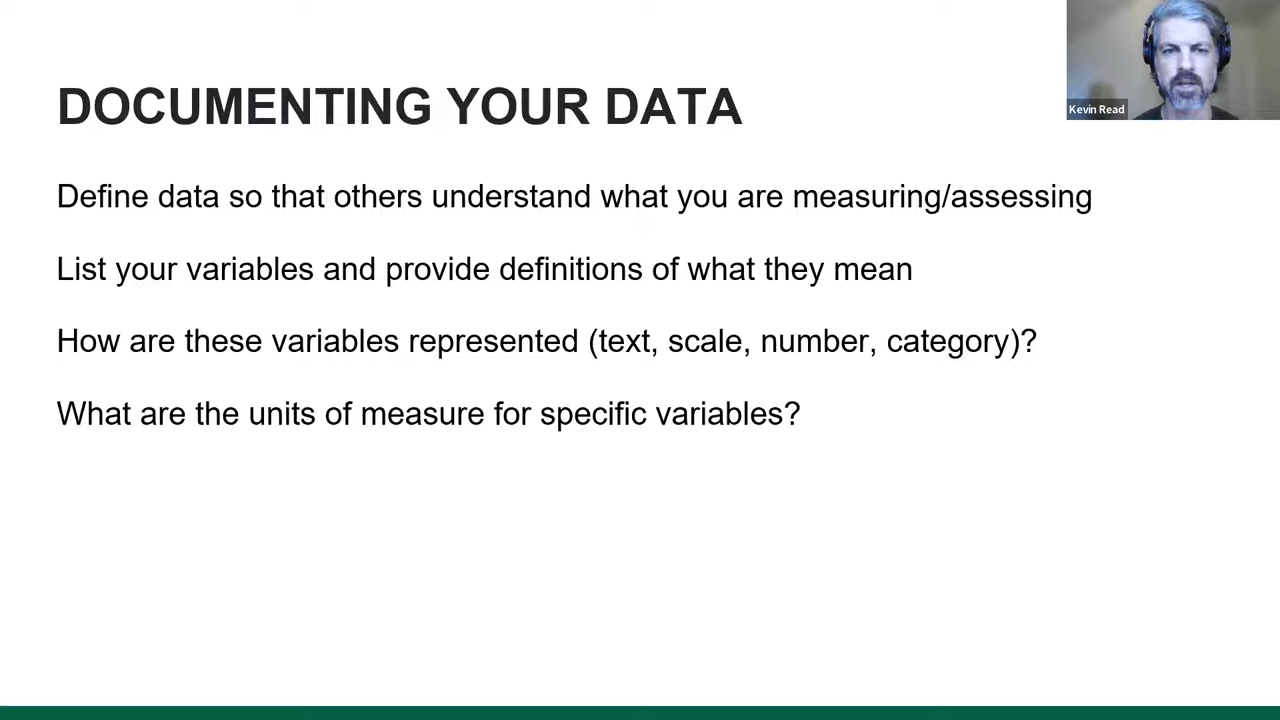 DOCUMENTING YOUR DATA
Kevin Read
Define data so that others understand what you are measuring/assessing
List your variables and provide definitions of what they mean
How are these variables represented (text, scale, number, category)?
What are the units of measure for specific variables?